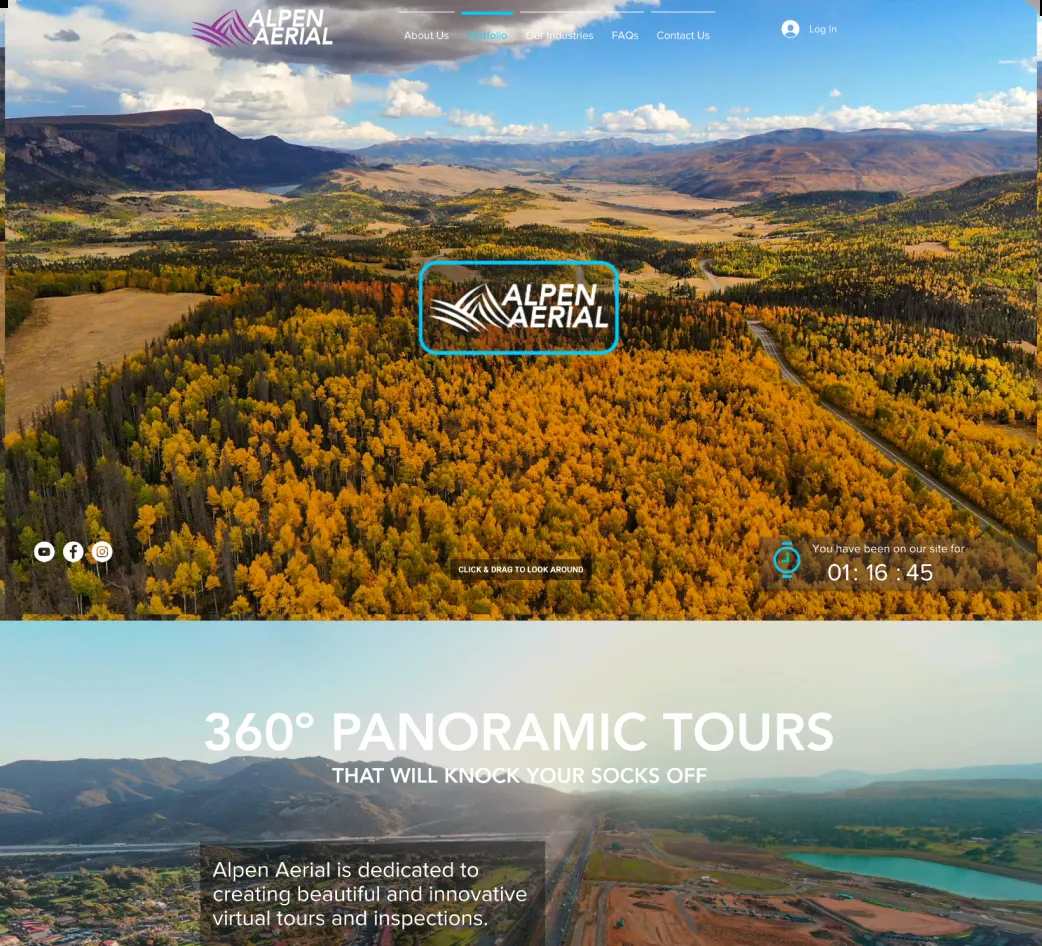 ALPEN
AERIAL
About Us
Portfolio
Our Industries
FAQs
Contact Us
Log In
ALPEN
AERIAL
CLICK & DRAG TO LOOK AROUND
You have been on our site for
01 : 16 : 45
360° PANORAMIC TOURS
THAT WILL KNOCK YOUR SOCKS OFF
Alpen Aerial is dedicated to
creating beautiful and innovative
virtual tours and inspections.